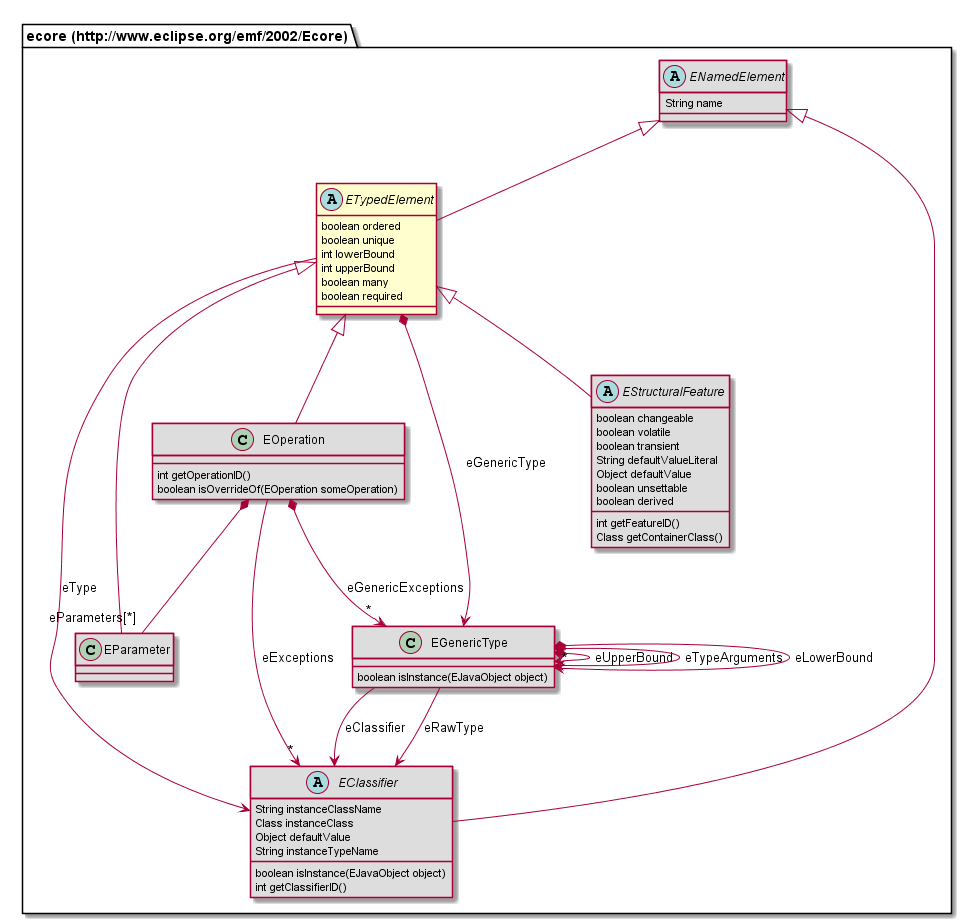 ecore (http://www.eclipse.org/emf/2002/Ecore)
A ENamedElement
String name
A ETypedElement
boolean ordered
boolean unique
int lowerBound
int upperBound
boolean many
boolean required
A EStructuralFeature
boolean changeable
boolean volatile
boolean transient
String defaultValueLiteral
Object defaultValue
boolean unsettable
boolean derived
int getFeatureID()
Class getContainerClass()
C EOperation
int getOperationID()
boolean isOverrideOf(EOperation someOperation)
eGenericType
eType
eGenericExceptions
*
eParameters[*]
C EParameter
eExceptions
*
C EGenericType
boolean isInstance(EJavaObject object)
*
eUpperBound
eTypeArguments
eLowerBound
eClassifier
eRawType
A EClassifier
String instanceClassName
Class instanceClass
Object defaultValue
String instanceTypeName
boolean isInstance(EJavaObject object)
int getClassifierID()